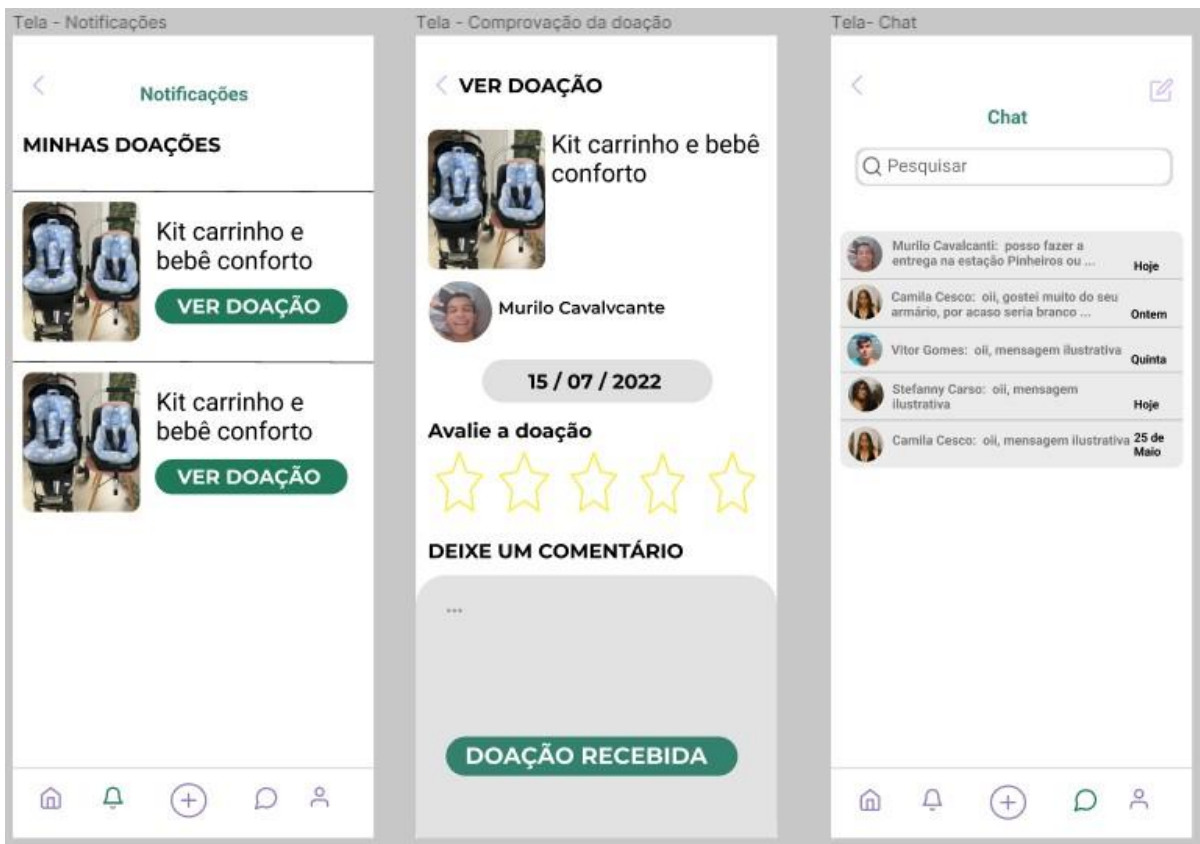 Tela - Notificações
Notificações
MINHAS DOAÇÕES
Kit carrinho e
bebê conforto
VER DOAÇÃO
Kit carrinho e
bebê conforto
VER DOAÇÃO
Tela - Comprovação da doação
VER DOAÇÃO
Kit carrinho e bebê
conforto
Murilo Cavalvcante
15 / 07 / 2022
Avalie a doação
DEIXE UM COMENTÁRIO
...
DOAÇÃO RECEBIDA
Tela- Chat
Chat
Pesquisar
Murilo Cavalcanti: posso fazer a
entrega na estação Pinheiros ou ...
Hoje
Camila Cesco: oii, gostei muito do seu
armário, por acaso seria branco ...
Ontem
Vitor Gomes: oii, mensagem ilustrativa
Quinta
Stefanny Carso: oii, mensagem
ilustrativa
Hoje
Camila Cesco: oii, mensagem ilustrativa
25 de
Maio